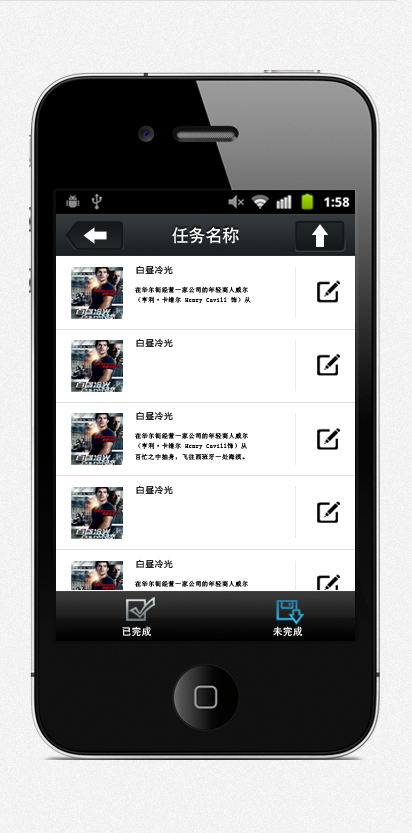 1:58
任务名称
白昼冷光
在华尔街经营一家公司的年轻商人威尔
（亨利·卡维尔 Henry Cavill 饰）从
白昼冷光
白昼冷光
在华尔街经营一家公司的年轻商人威尔
（亨利·卡维尔 Henry Cavill饰）从
百忙之中抽身，飞往西班牙一处海滨。
白昼冷光
白昼冷光
在华尔街经营一家公司的年轻商人威尔
已完成
未完成